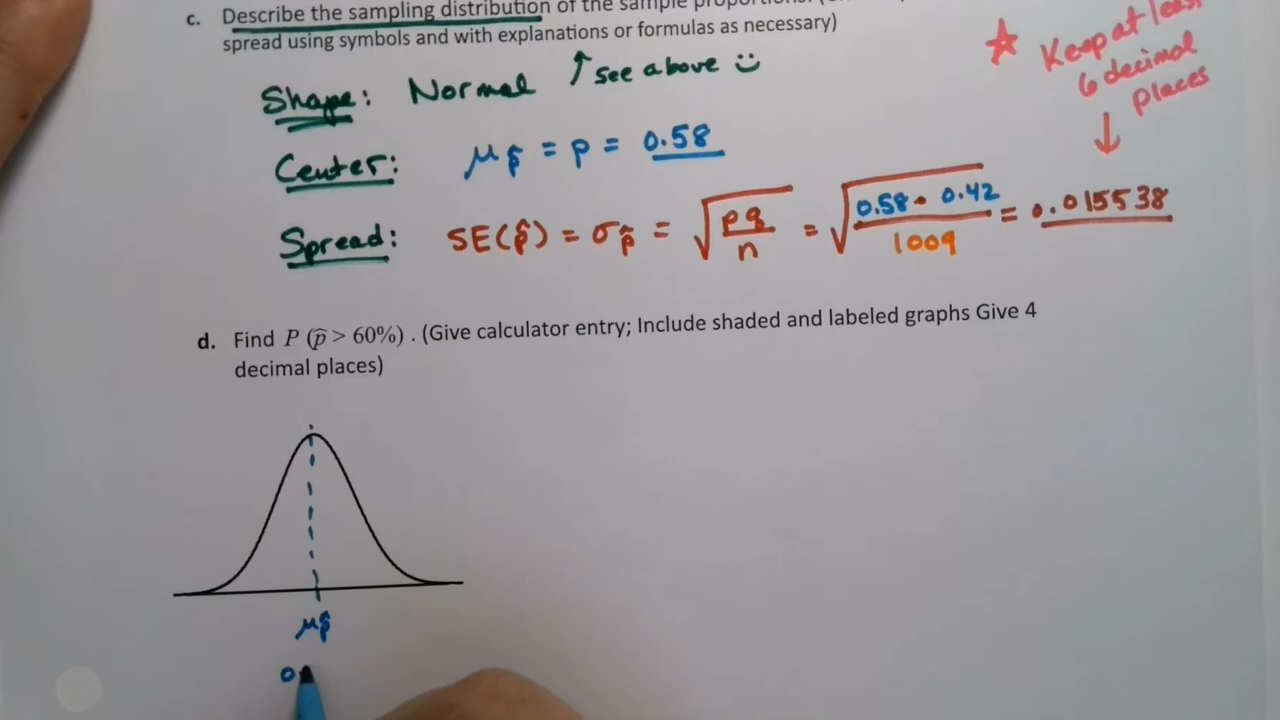 c. Describe the sampling distribution of the sample proportions.
spread using symbols and with explanations or formulas as necessary)
Shape: Normal ↑ see above
Center: μp̂ = p = 0.58
Spread: SE(p̂) = σp̂ = √(pq/n) = √(0.58 · 0.42/1009) = 0.015538
☆ Keep at least
6 decimal
places
↓
d. Find P (p̂ > 60%) . (Give calculator entry; Include shaded and labeled graphs Give 4
decimal places)
μp̂
0